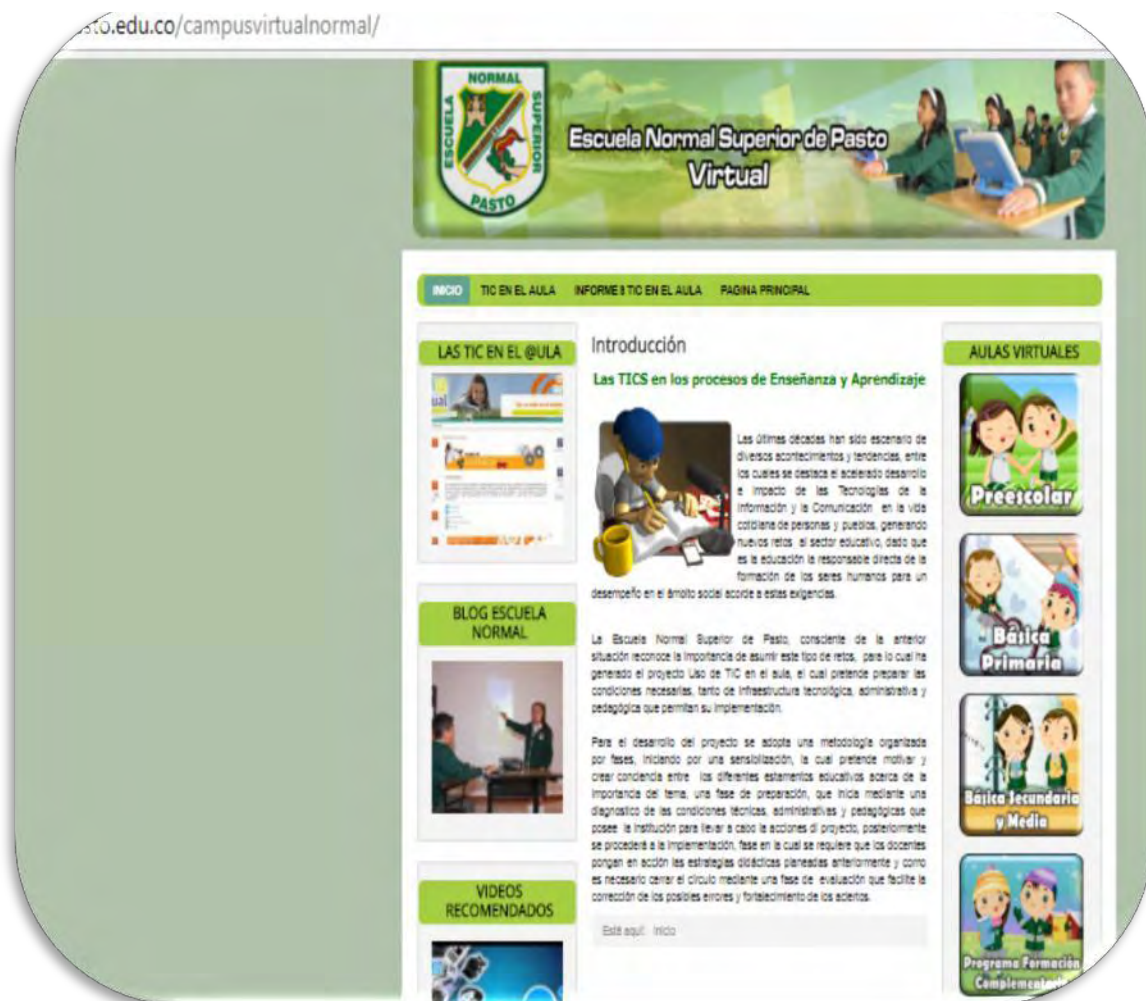 sto.edu.co/campusvirtualnormal/
NORMAL
ESCUELA
SUPERIOR
PASTO
Escuela Normal Superior de Pasto
Virtual
INICIO TIC EN EL AULA INFORME 8 TIC EN EL AULA PAGINA PRINCIPAL
LAS TIC EN EL @ULA
ual
BLOG ESCUELA
NORMAL
VIDEOS
RECOMENDADOS
Introducción
Las TICS en los procesos de Enseñanza y Aprendizaje
Las últimas décadas han sido escenario de
diversos acontecimientos y tendencias, entre
los cuales se destaca el acelerado desarrollo
e impacto de las Tecnologías de la
Información y la Comunicación en la vida
cotidiana de personas y pueblos, generando
nuevos retos al sector educativo, dado que
es la educación la responsable directa de la
formación de los seres humanos para un
desempeño en el ámbito social acorde a estas exigencias.
La Escuela Normal Superior de Pasto, consciente de la anterior
situación reconoce la importancia de asumir este tipo de retos, para lo cual ha
generado el proyecto Uso de TIC en el aula, el cual pretende preparar las
condiciones necesarias, tanto de infraestructura tecnológica, administrativa y
pedagógica que permitan su implementación.
Para el desarrollo del proyecto se adopta una metodología organizada
por fases, iniciando por una sensibilización, la cual pretende motivar y
crear conciencia entre los diferentes estamentos educativos acerca de la
importancia del tema, una fase de preparación, que inicia mediante una
diagnostico de las condiciones técnicas, administrativas y pedagógicas que
posee la institución para llevar a cabo la acciones dl proyecto, posteriormente
se procederá a la implementación, fase en la cual se requiere que los docentes
pongan en acción las estrategias didácticas planeadas anteriormente y como
es necesario cerrar el círculo mediante una fase de evaluación que facilite la
corrección de los posibles errores y fortalecimiento de los aciertos.
Está aquí: Inicio
AULAS VIRTUALES
Preescolar
Básica
Primaria
Básica Secundaria
y Media
Programa Formación
Complementaria